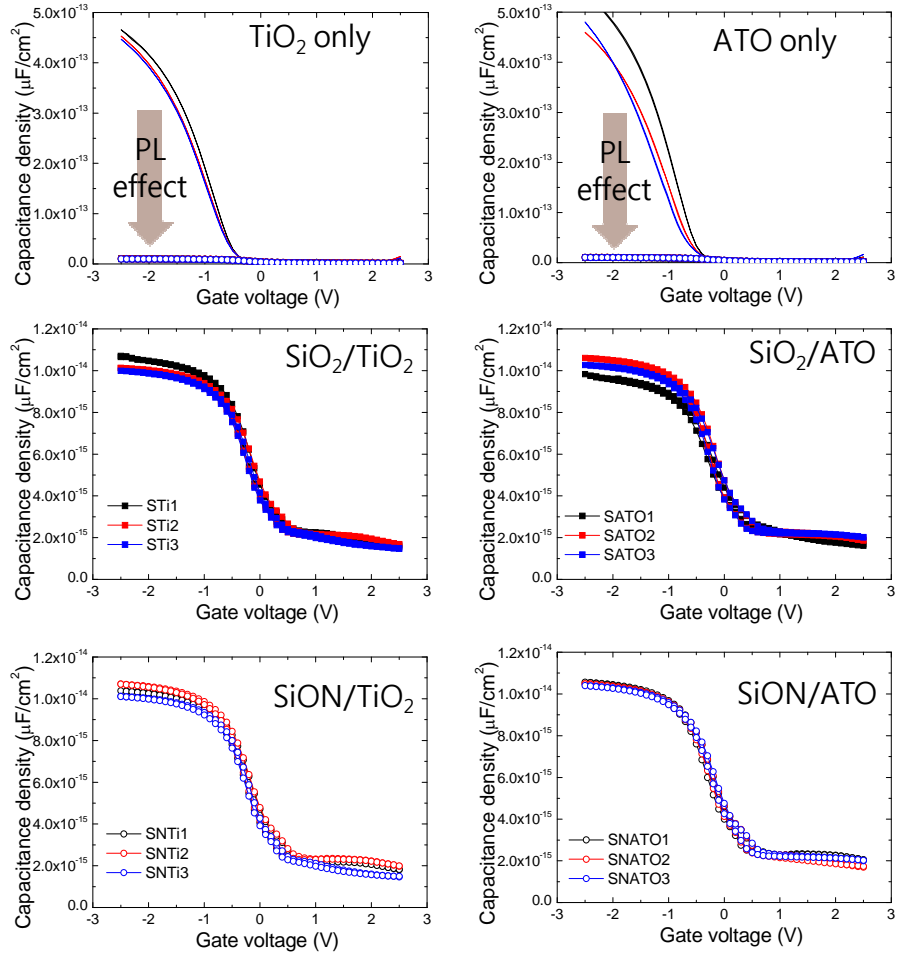 TiO₂ only
Capacitance density (μF/cm²)
5.0x10⁻¹³
4.0x10⁻¹³
3.0x10⁻¹³
2.0x10⁻¹³
1.0x10⁻¹³
0.0
PL
effect
-3 -2 -1 0 1 2 3
Gate voltage (V)
ATO only
Capacitance density (μF/cm²)
5.0x10⁻¹³
4.0x10⁻¹³
3.0x10⁻¹³
2.0x10⁻¹³
1.0x10⁻¹³
0.0
PL
effect
-3 -2 -1 0 1 2 3
Gate voltage (V)
SiO₂/TiO₂
Capacitance density (μF/cm²)
1.2x10⁻¹⁴
1.0x10⁻¹⁴
8.0x10⁻¹⁵
6.0x10⁻¹⁵
4.0x10⁻¹⁵
2.0x10⁻¹⁵
0.0
STi1
STi2
STi3
-3 -2 -1 0 1 2 3
Gate voltage (V)
SiO₂/ATO
Capacitance density (μF/cm²)
1.2x10⁻¹⁴
1.0x10⁻¹⁴
8.0x10⁻¹⁵
6.0x10⁻¹⁵
4.0x10⁻¹⁵
2.0x10⁻¹⁵
0.0
SATO1
SATO2
SATO3
-3 -2 -1 0 1 2 3
Gate voltage (V)
SiON/TiO₂
Capacitance density (μF/cm²)
1.2x10⁻¹⁴
1.0x10⁻¹⁴
8.0x10⁻¹⁵
6.0x10⁻¹⁵
4.0x10⁻¹⁵
2.0x10⁻¹⁵
0.0
SNTi1
SNTi2
SNTi3
-3 -2 -1 0 1 2 3
Gate voltage (V)
SiON/ATO
Capacitance density (μF/cm²)
1.2x10⁻¹⁴
1.0x10⁻¹⁴
8.0x10⁻¹⁵
6.0x10⁻¹⁵
4.0x10⁻¹⁵
2.0x10⁻¹⁵
0.0
SNATO1
SNATO2
SNATO3
-3 -2 -1 0 1 2 3
Gate voltage (V)